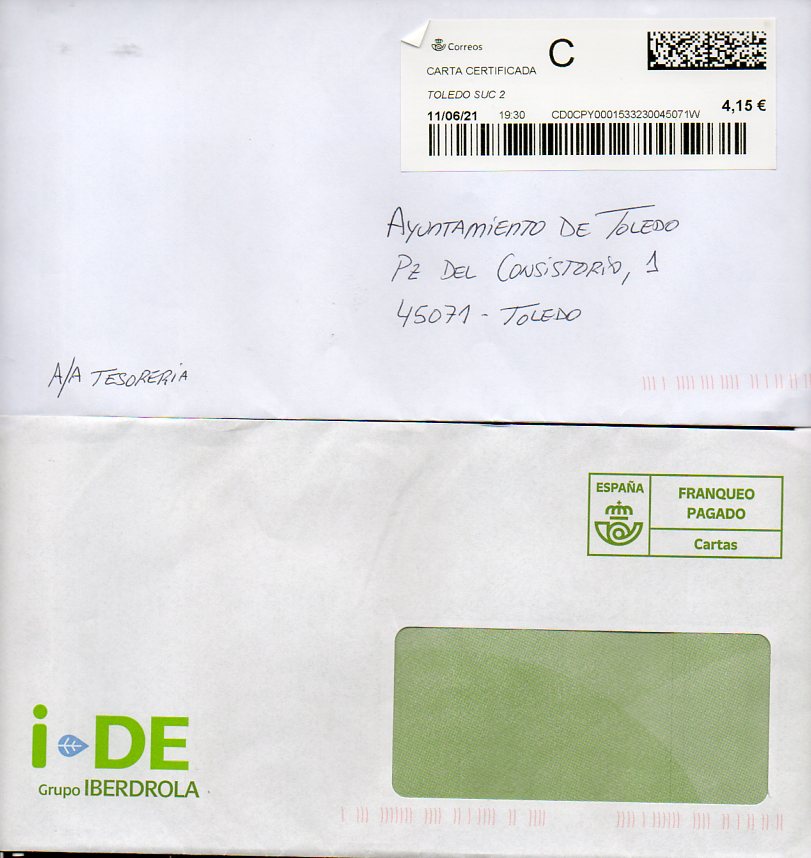 Correos
C
CARTA CERTIFICADA
TOLEDO SUC 2
4,15 €
11/06/21 19:30 CD0CPY0001533230045071W
AYUNTAMIENTO DE TOLEDO
PZ DEL CONSISTORIO, 1
45071 - TOLEDO
A/A TESORERIA
ESPAÑA
FRANQUEO
PAGADO
Cartas
i-DE
Grupo IBERDROLA